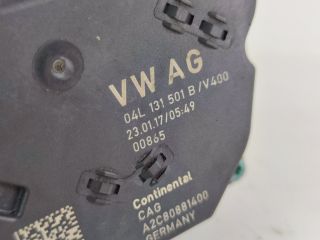 VW AG
04L 131 501 B/V400
23.01.17/05:49
00865
Continental
CAG
A2C80881400
GERMANY